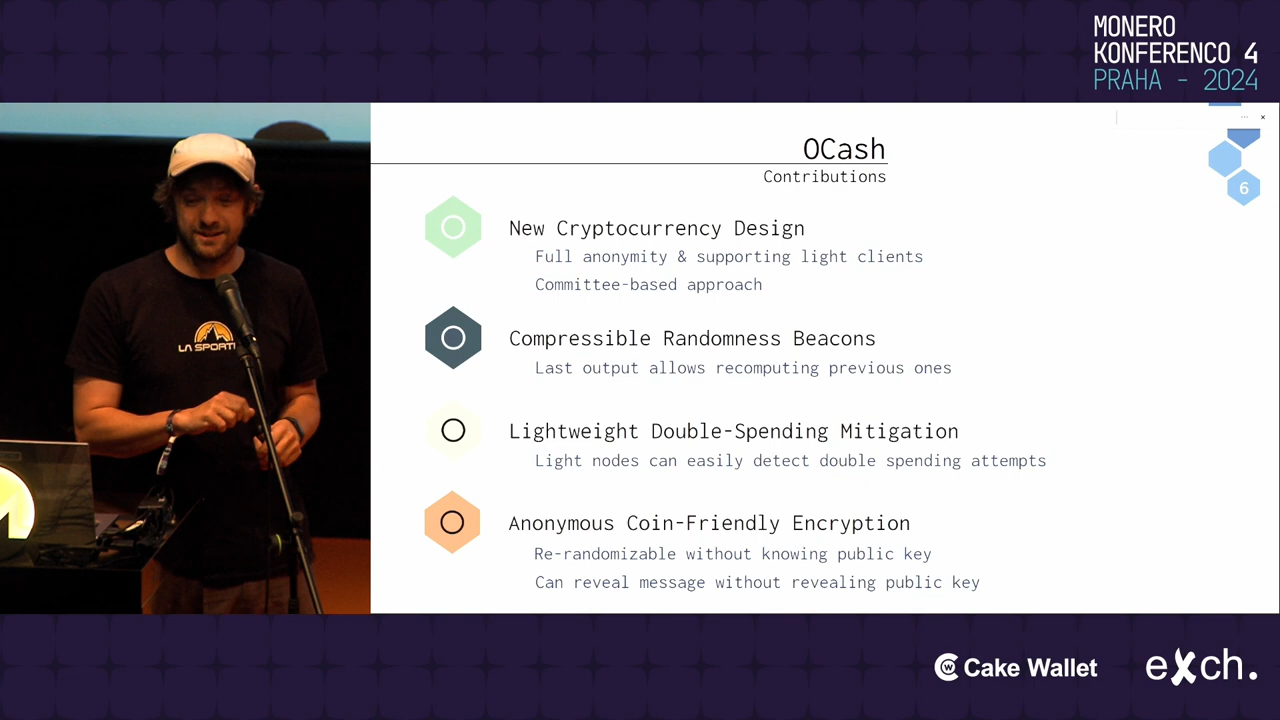 MONERO
KONFERENCO 4
PRAHA - 2024
OCash
Contributions
6
New Cryptocurrency Design
Full anonymity & supporting light clients
Committee-based approach
Compressible Randomness Beacons
Last output allows recomputing previous ones
Lightweight Double-Spending Mitigation
Light nodes can easily detect double spending attempts
Anonymous Coin-Friendly Encryption
Re-randomizable without knowing public key
Can reveal message without revealing public key
LA SPORTI
Cake Wallet
eXch.